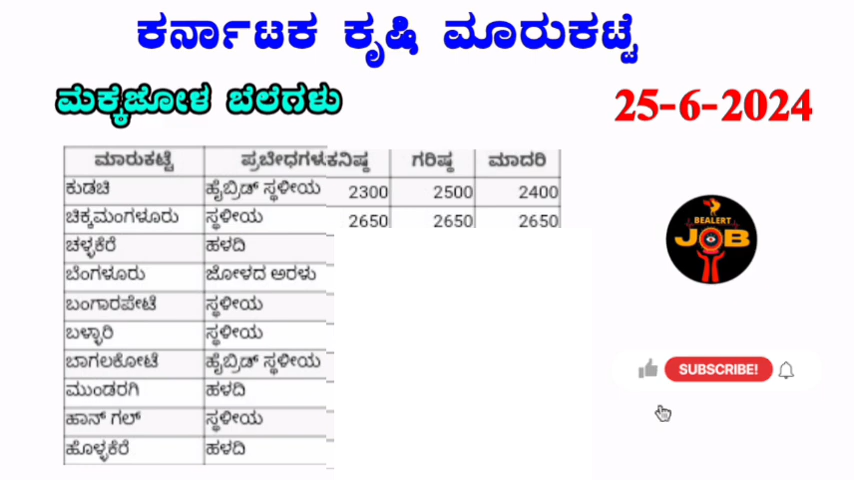 ಕರ್ನಾಟಕ ಕೃಷಿ ಮಾರುಕಟ್ಟೆ
ಮೆಕ್ಕೆಜೋಳ ಬೆಲೆಗಳು
25-6-2024
ಮಾರುಕಟ್ಟೆ ಪ್ರಬೇಧಗಳು ಕನಿಷ್ಠ ಗರಿಷ್ಠ ಮಾದರಿ
ಕುಡಚಿ ಹೈಬ್ರಿಡ್ ಸ್ಥಳೀಯ 2300 2500 2400
ಚಿಕ್ಕಮಂಗಳೂರು ಸ್ಥಳೀಯ 2650 2650 2650
ಚಳ್ಳಕೆರೆ ಹಳದಿ
ಬೆಂಗಳೂರು ಜೋಳದ ಅರಳು
ಬಂಗಾರಪೇಟೆ ಸ್ಥಳೀಯ
ಬಳ್ಳಾರಿ ಸ್ಥಳೀಯ
ಬಾಗಲಕೋಟೆ ಹೈಬ್ರಿಡ್ ಸ್ಥಳೀಯ
ಮುಂಡರಗಿ ಹಳದಿ
ಹಾನ್ ಗಲ್ ಸ್ಥಳೀಯ
ಹೊಳ್ಳಕೆರೆ ಹಳದಿ
BEALERT
JOB
SUBSCRIBE!